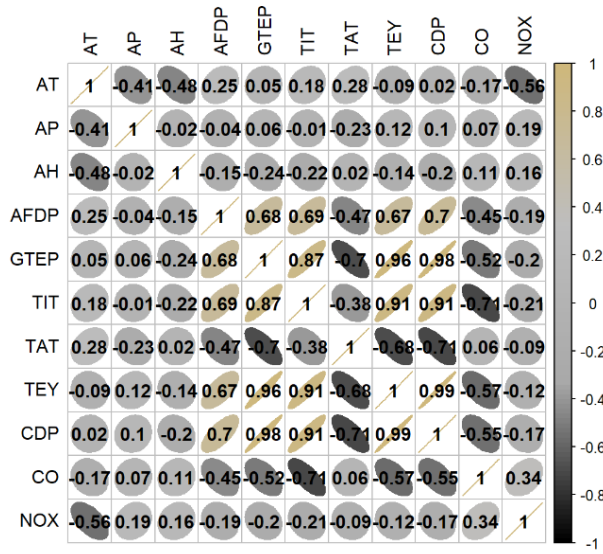 AT AP AH AFDP GTEP TIT TAT TEY CDP CO NOX
AT 1 -0.41 -0.48 0.25 0.05 0.18 0.28 -0.09 0.02 -0.17 -0.56
AP -0.41 1 -0.02 -0.04 0.06 -0.01 -0.23 0.12 0.1 0.07 0.19
AH -0.48 -0.02 1 -0.15 -0.24 -0.22 0.02 -0.14 -0.2 0.11 0.16
AFDP 0.25 -0.04 -0.15 1 0.68 0.69 -0.47 0.67 0.7 -0.45 -0.19
GTEP 0.05 0.06 -0.24 0.68 1 0.87 -0.7 0.96 0.98 -0.52 -0.2
TIT 0.18 -0.01 -0.22 0.69 0.87 1 -0.38 0.91 0.91 -0.71 -0.21
TAT 0.28 -0.23 0.02 -0.47 -0.7 -0.38 1 -0.68 -0.71 0.06 -0.09
TEY -0.09 0.12 -0.14 0.67 0.96 0.91 -0.68 1 0.99 -0.57 -0.12
CDP 0.02 0.1 -0.2 0.7 0.98 0.91 -0.71 0.99 1 -0.55 -0.17
CO -0.17 0.07 0.11 -0.45 -0.52 -0.71 0.06 -0.57 -0.55 1 0.34
NOX -0.56 0.19 0.16 -0.19 -0.2 -0.21 -0.09 -0.12 -0.17 0.34 1
1
0.8
0.6
0.4
0.2
0
-0.2
-0.4
-0.6
-0.8
-1